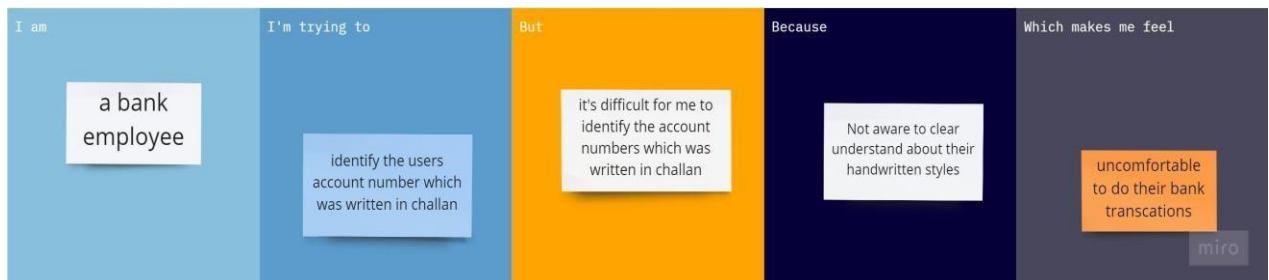 I am
a bank
employee
I'm trying to
identify the users
account number which
was written in challan
But
it's difficult for me to
identify the account
numbers which was
written in challan
Because
Not aware to clear
understand about their
handwritten styles
Which makes me feel
uncomfortable
to do their bank
transcations
miro